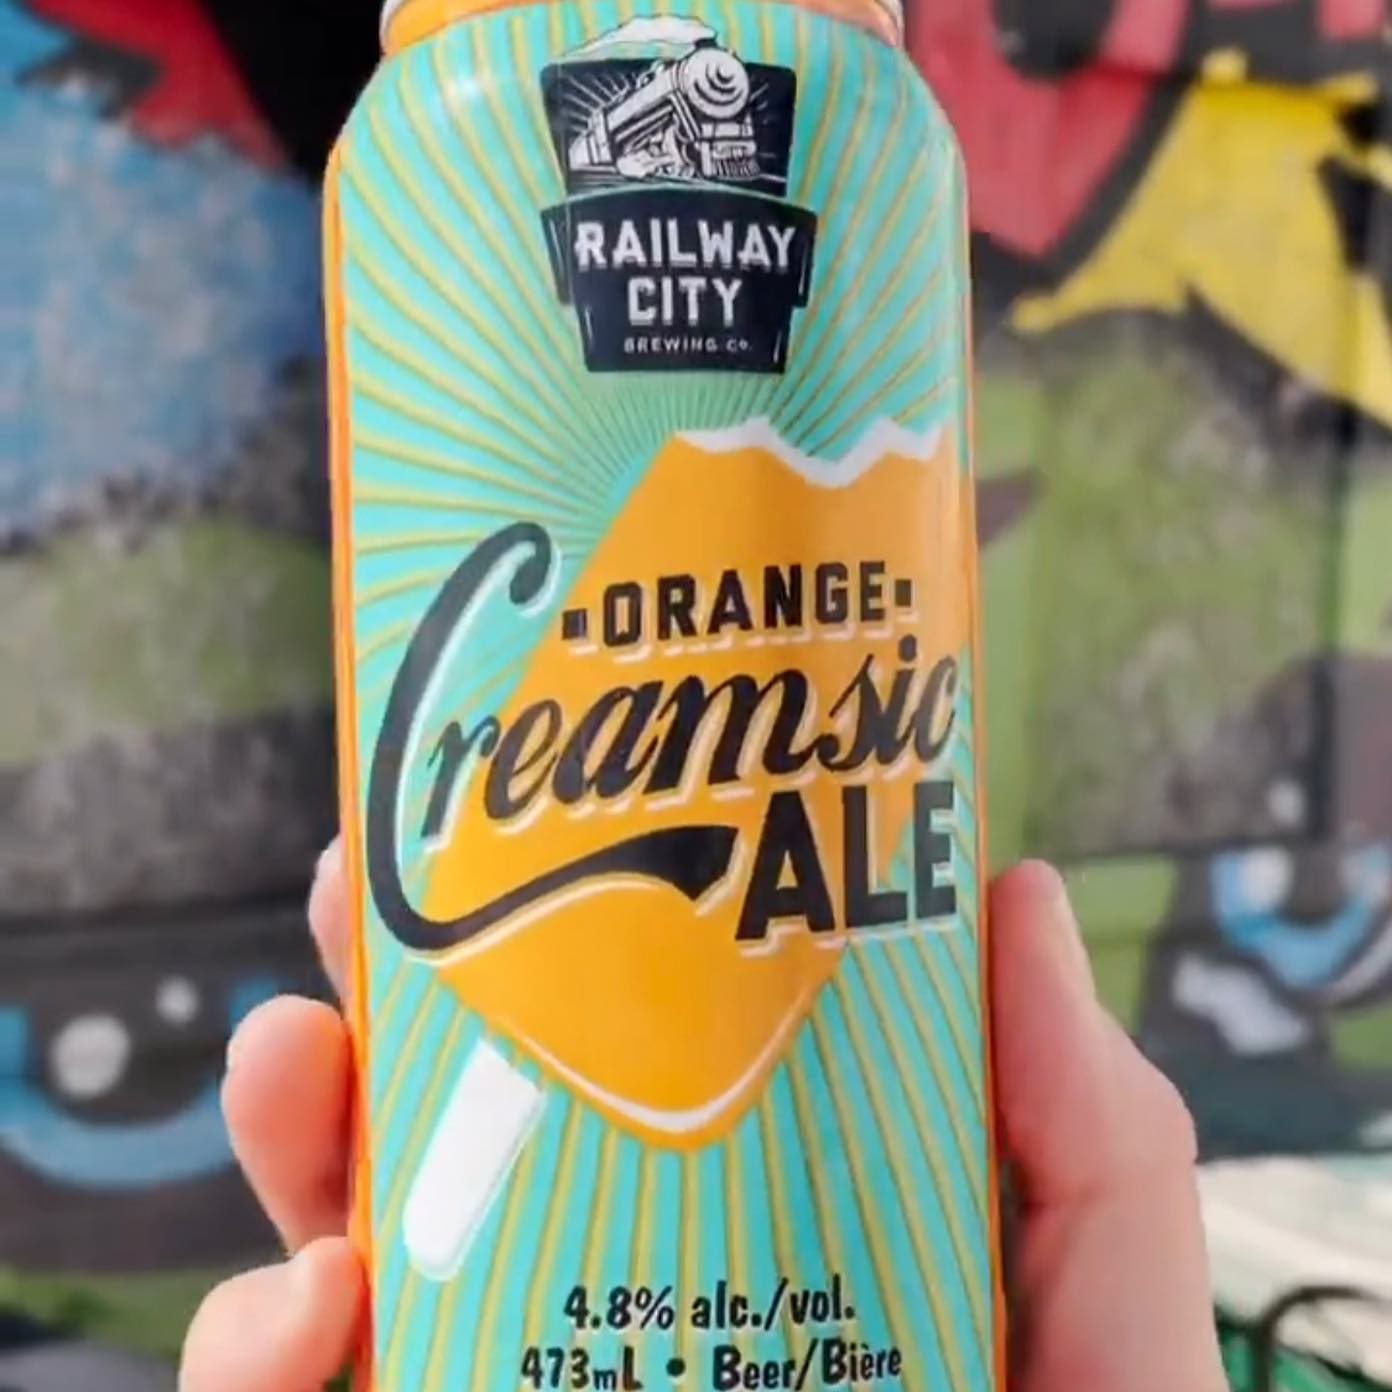 RAILWAY
CITY
BREWING Co.
▪ORANGE▪
Creamsic
ALE
4.8% alc./vol.
473mL • Beer/Bière